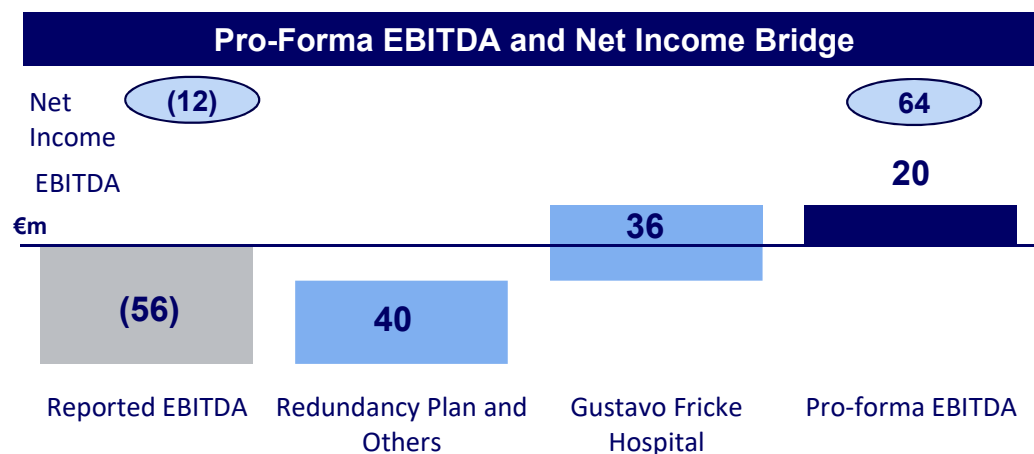 Pro-Forma EBITDA and Net Income Bridge
Net
Income
(12)
64
EBITDA
20
€m
36
(56)
40
Reported EBITDA
Redundancy Plan and
Others
Gustavo Fricke
Hospital
Pro-forma EBITDA